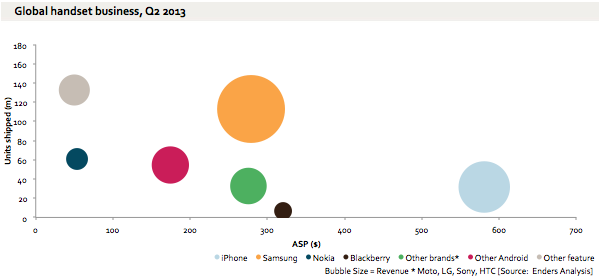 Global handset business, Q2 2013
Units shipped (m)
180
160
140
120
100
80
60
40
20
0
0 100 200 300 400 500 600 700
ASP ($)
iPhone Samsung Nokia Blackberry Other brands* Other Android Other feature
Bubble Size = Revenue * Moto, LG, Sony, HTC [Source: Enders Analysis]